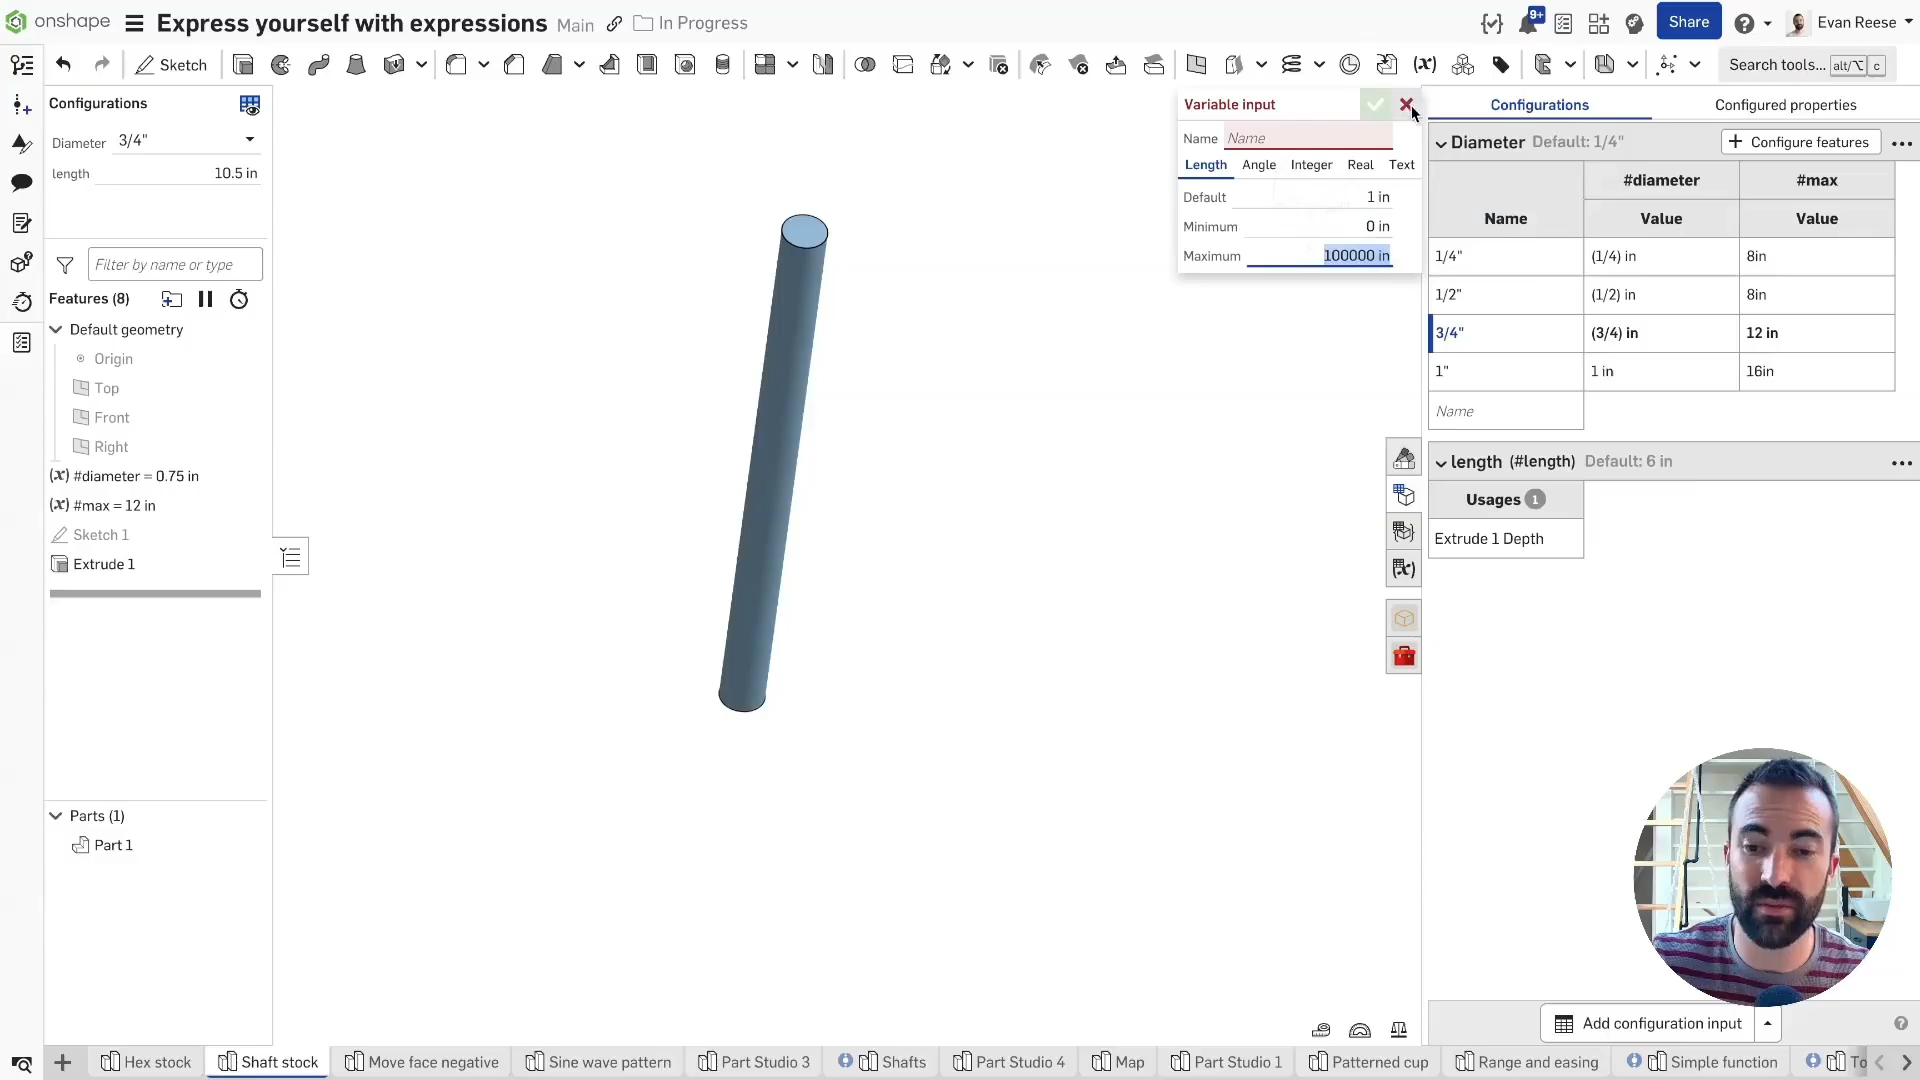 onshape Express yourself with expressions Main In Progress 9+ Share Evan Reese
Sketch (x) Search tools... alt/⌥ c
Configurations
Diameter 3/4"
length 10.5 in
Filter by name or type
Features (8)
Default geometry
Origin
Top
Front
Right
(x) #diameter = 0.75 in
(x) #max = 12 in
Sketch 1
Extrude 1
Parts (1)
Part 1
Variable input
Name Name
Length Angle Integer Real Text
Default 1 in
Minimum 0 in
Maximum 100000 in
Configurations Configured properties
Diameter Default: 1/4" + Configure features
#diameter #max
Name Value Value
1/4" (1/4) in 8in
1/2" (1/2) in 8in
3/4" (3/4) in 12 in
1" 1 in 16in
Name
length (#length) Default: 6 in
Usages 1
Extrude 1 Depth
(x)
Add configuration input
Hex stock Shaft stock Move face negative Sine wave pattern Part Studio 3 Shafts Part Studio 4 Map Part Studio 1 Patterned cup Range and easing Simple function To